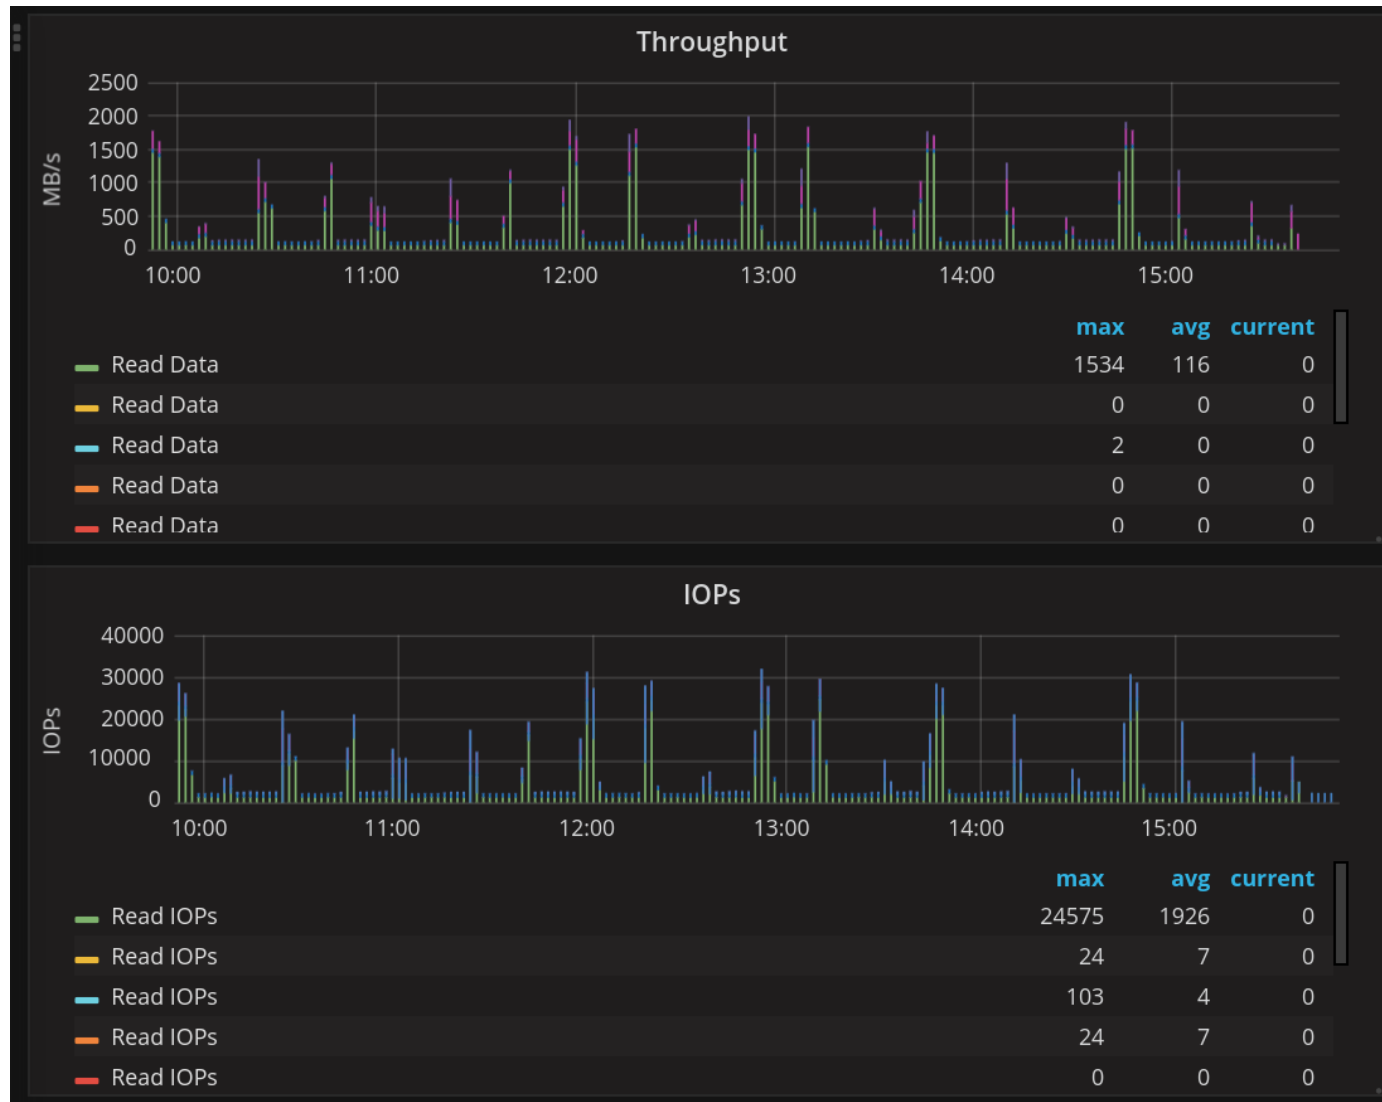 Throughput
2500
2000
1500
1000
500
0
MB/s
10:00 11:00 12:00 13:00 14:00 15:00
max avg current
Read Data 1534 116 0
Read Data 0 0 0
Read Data 2 0 0
Read Data 0 0 0
Read Data 0 0 0
IOPs
40000
30000
20000
10000
0
IOPs
10:00 11:00 12:00 13:00 14:00 15:00
max avg current
Read IOPs 24575 1926 0
Read IOPs 24 7 0
Read IOPs 103 4 0
Read IOPs 24 7 0
Read IOPs 0 0 0